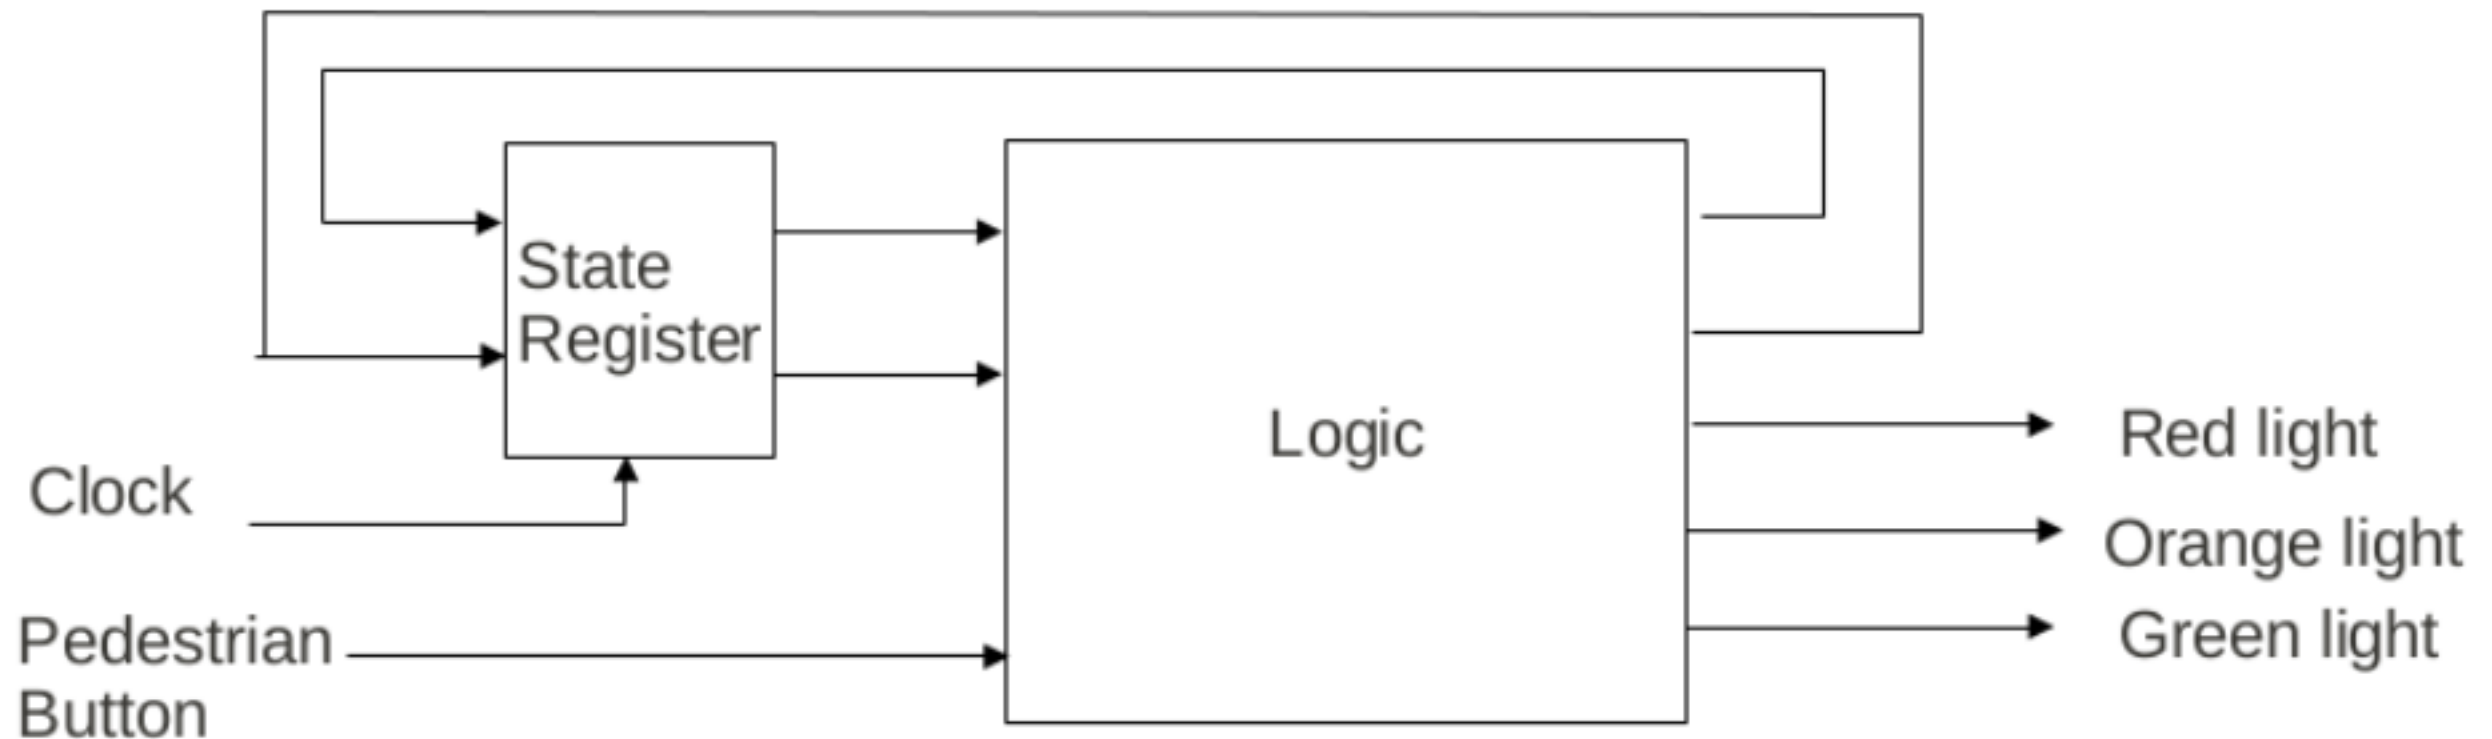 State
Register
Logic
Clock
Pedestrian
Button
Red light
Orange light
Green light